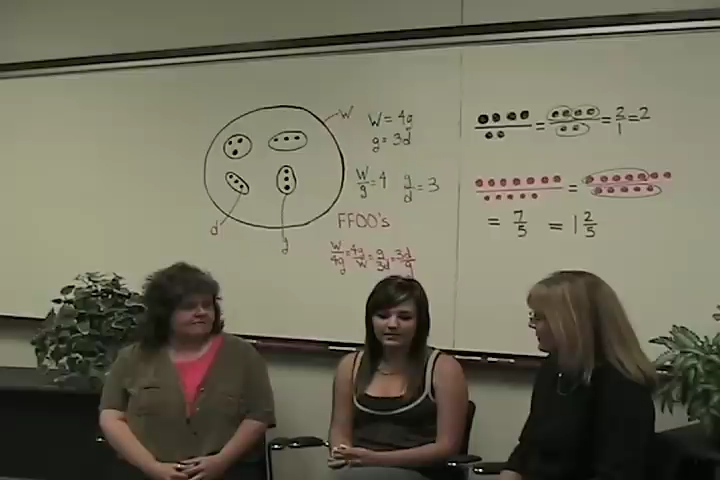 W
W = 4g
g = 3d
W/g = 4 g/d = 3
FFOO's
W/4g = 4g/W = g/3d = 3d/g
d
g
= = 2/1 = 2
=
= 7/5 = 1 2/5